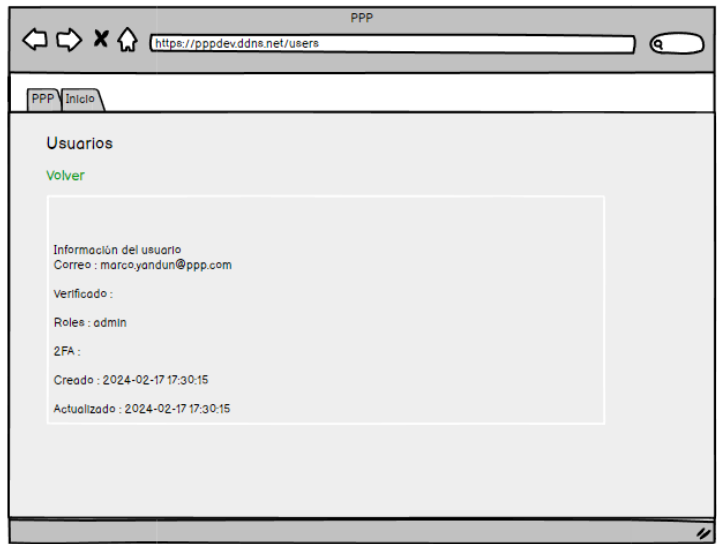 PPP
https://pppdev.ddns.net/users
PPP Inicio
Usuarios
Volver
Información del usuario
Correo : marco.yandun@ppp.com
Verificado :
Roles : admin
2FA :
Creado : 2024-02-17 17:30:15
Actualizado : 2024-02-17 17:30:15